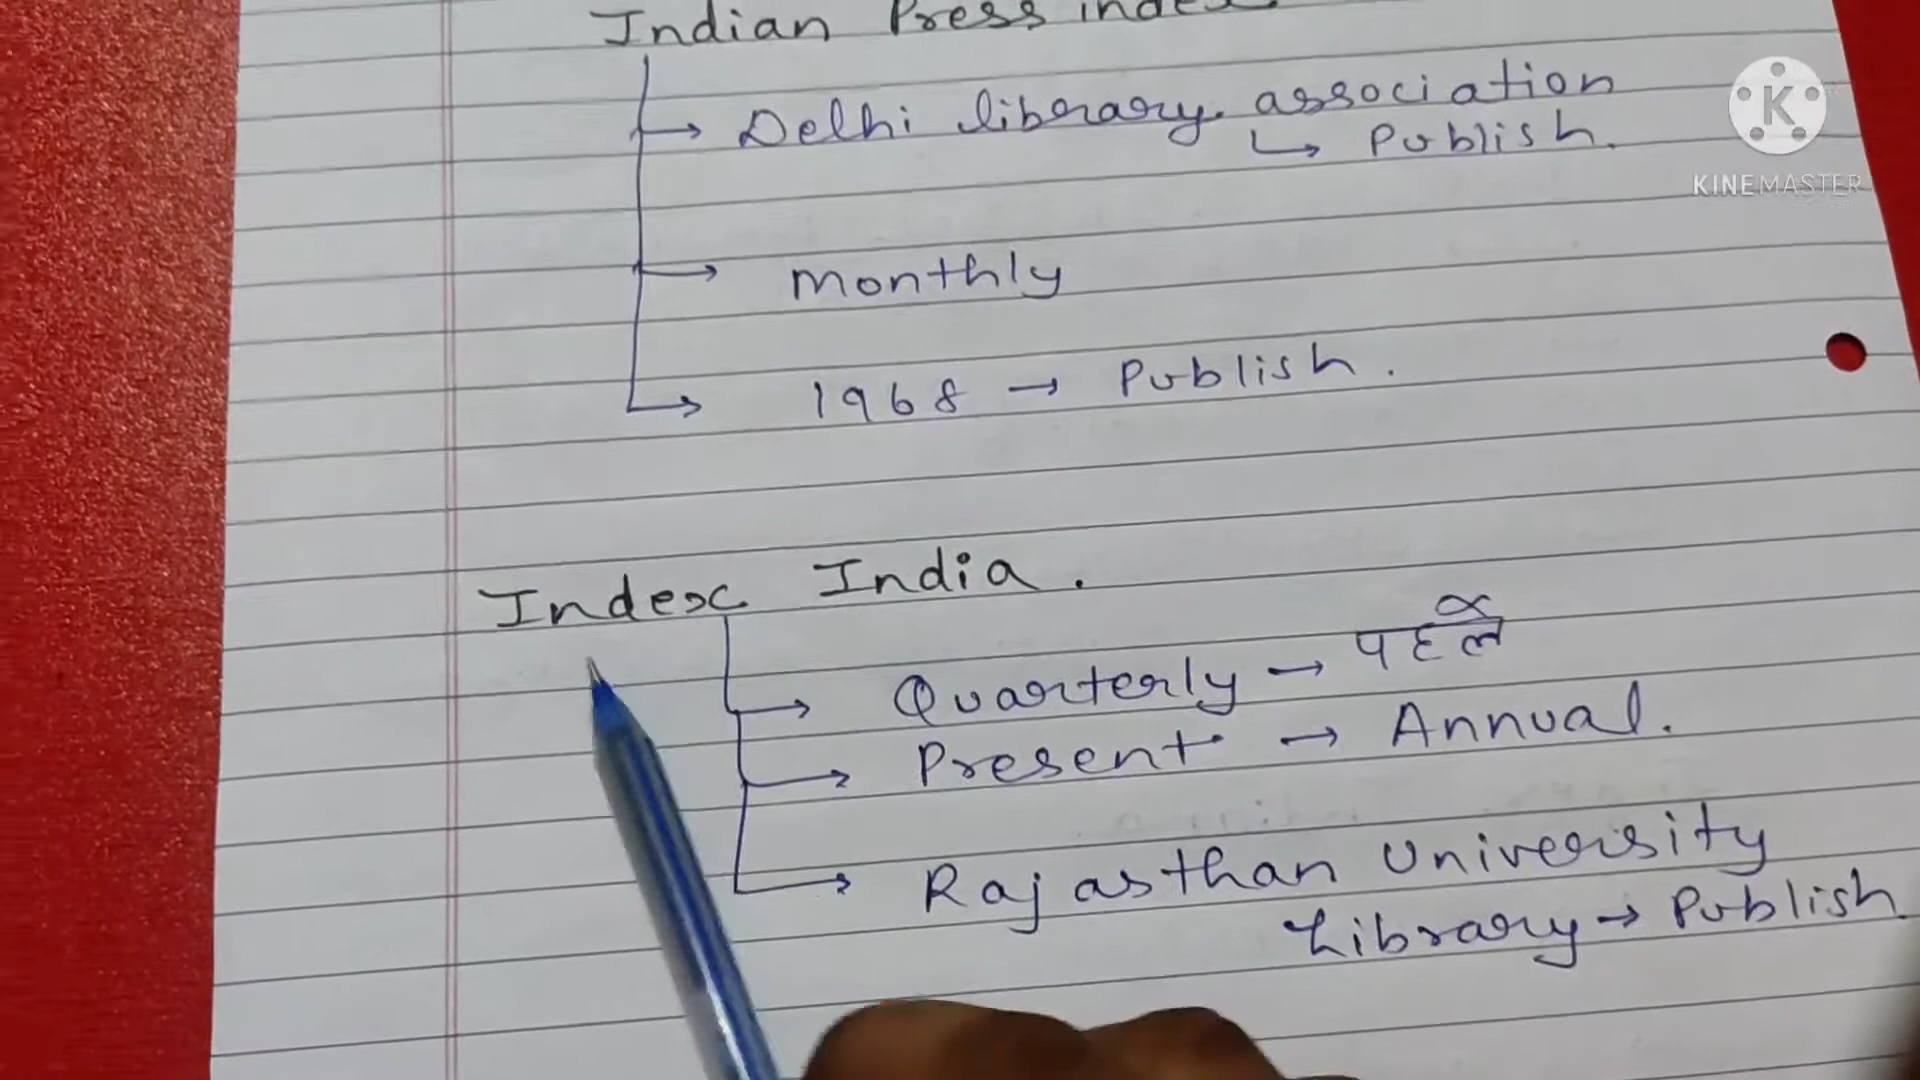 Indian Press index.
→ Delhi library association
↳ Publish.
→ Monthly
→ 1968 → Publish.
Index India.
→ Quarterly → पहले
→ Present → Annual.
→ Rajasthan University
Library → Publish
K
KINEMASTER